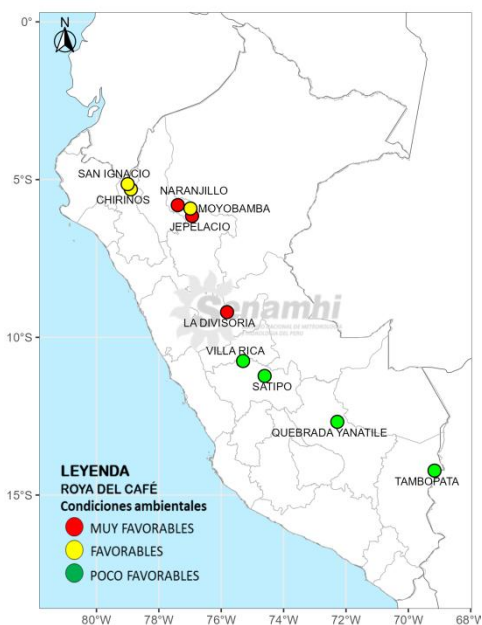 0°
N
SAN IGNACIO
5°S
CHIRINOS
NARANJILLO
MOYOBAMBA
JEPELACIO
Senamhi
LA DIVISORIA
10°S
VILLA RICA
SATIPO
QUEBRADA YANATILE
TAMBOPATA
LEYENDA
ROYA DEL CAFÉ
Condiciones ambientales
15°S
MUY FAVORABLES
FAVORABLES
POCO FAVORABLES
80°W 78°W 76°W 74°W 72°W 70°W 68°W